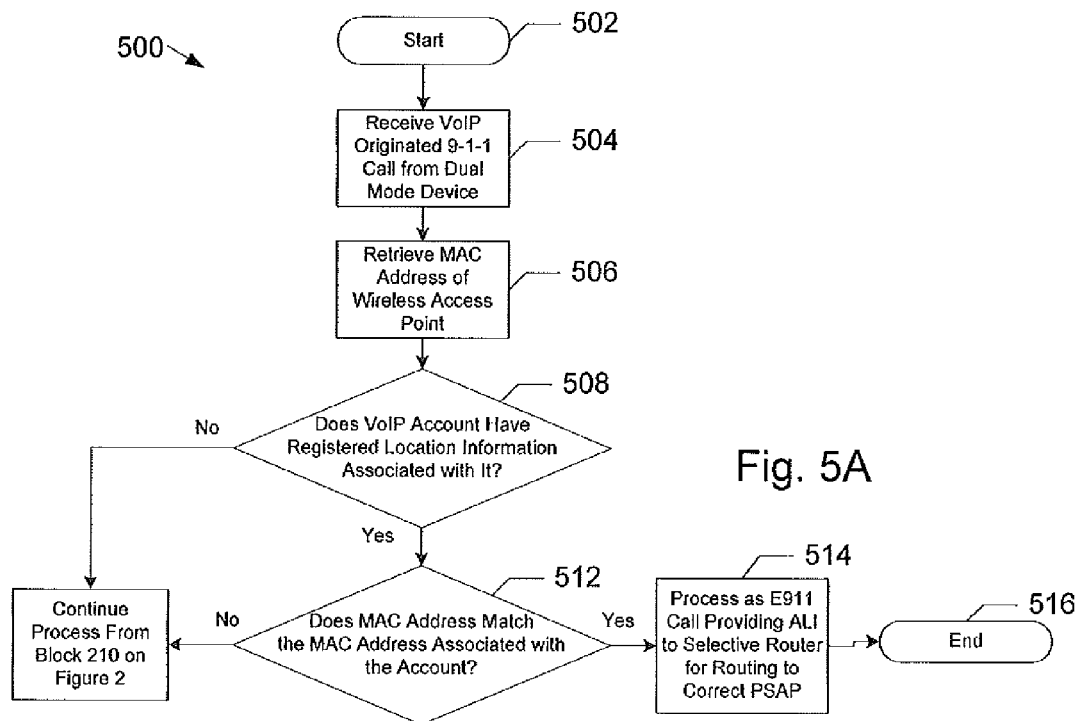 500
Start
502
Receive VoIP
Originated 9-1-1
Call from Dual
Mode Device
504
Retrieve MAC
Address of
Wireless Access
Point
506
508
Does VoIP Account Have
Registered Location Information
Associated with It?
No
Yes
Fig. 5A
512
Does MAC Address Match
the MAC Address Associated with
the Account?
No
Yes
Continue
Process From
Block 210 on
Figure 2
514
Process as E911
Call Providing ALI
to Selective Router
for Routing to
Correct PSAP
End
516